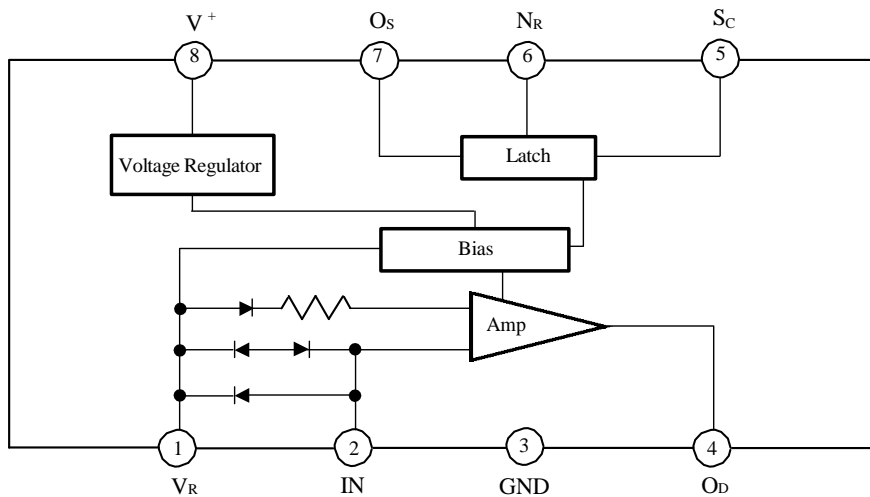 V + OS NR SC
8 7 6 5
Voltage Regulator
Latch
Bias
Amp
1 2 3 4
VR IN GND OD